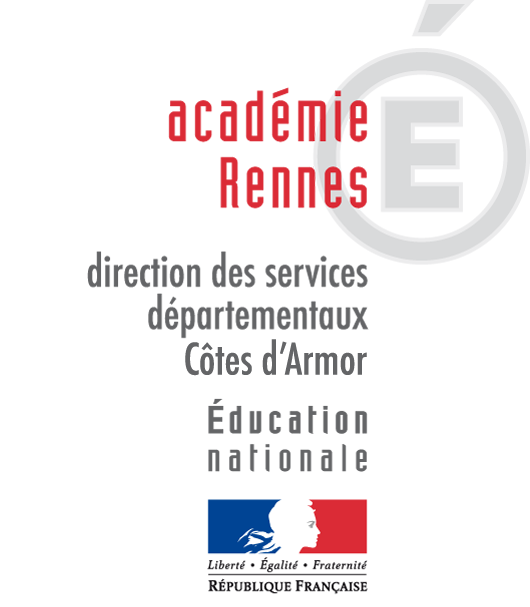 É
académie
Rennes
direction des services
départementaux
Côtes d'Armor
Éducation
nationale
Liberté • Égalité • Fraternité
RÉPUBLIQUE FRANÇAISE